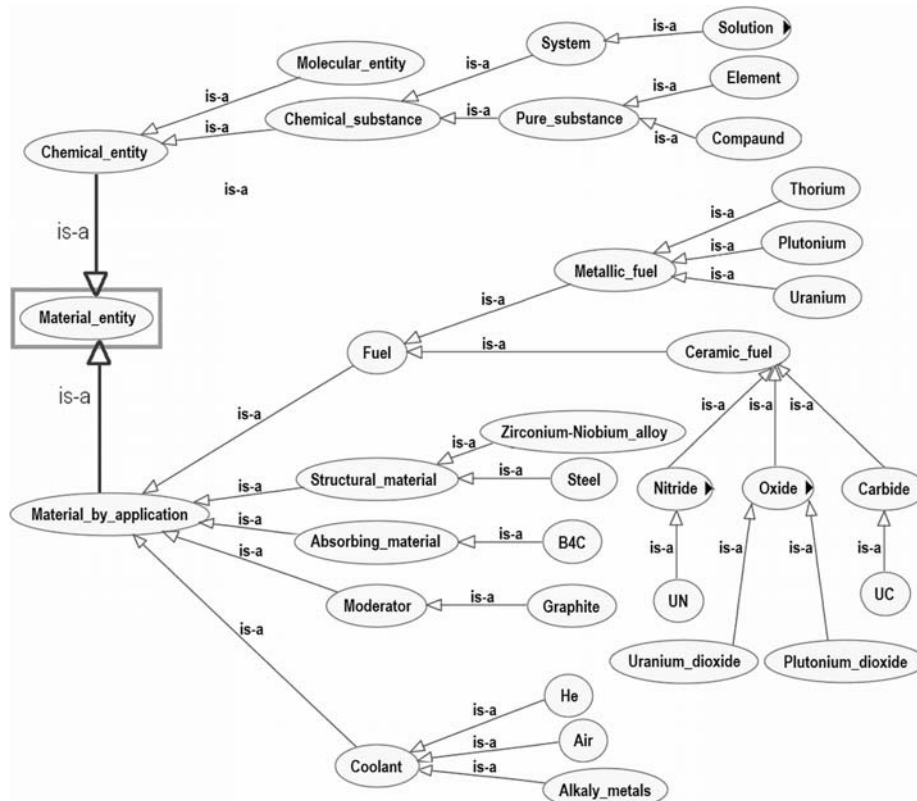 Solution
is-a
System
Molecular_entity
is-a
Element
is-a
is-a
Chemical_substance
is-a
Pure_substance
is-a
is-a
Compaund
Chemical_entity
is-a
Thorium
is-a
is-a
Plutonium
is-a
Metallic_fuel
is-a
Uranium
Material_entity
is-a
Fuel
is-a
Ceramic_fuel
is-a
is-a
is-a
is-a
is-a
Zirconium-Niobium_alloy
is-a
Structural_material
is-a
Steel
Nitride
Oxide
Carbide
is-a
Material_by_application
is-a
Absorbing_material
is-a
B4C
is-a
is-a
is-a
is-a
Moderator
is-a
Graphite
UN
UC
is-a
Uranium_dioxide
Plutonium_dioxide
He
is-a
Air
is-a
Coolant
is-a
Alkaly_metals